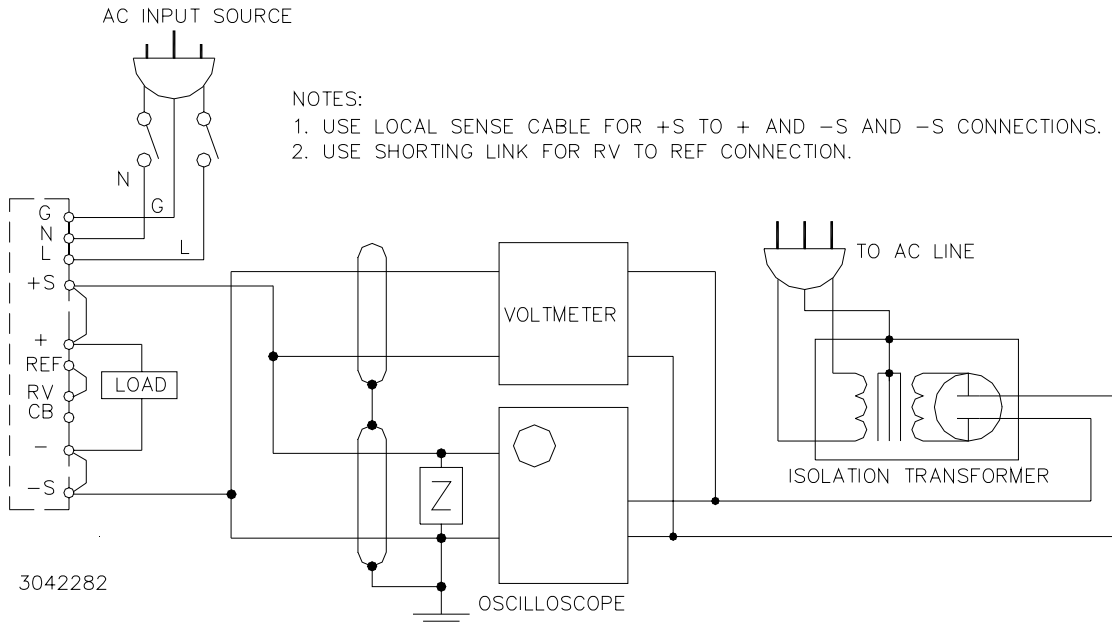 AC INPUT SOURCE
NOTES:
1. USE LOCAL SENSE CABLE FOR +S TO + AND -S AND -S CONNECTIONS.
2. USE SHORTING LINK FOR RV TO REF CONNECTION.
N
G
L
G
N
L
+S
+
REF
RV
CB
-
-S
LOAD
VOLTMETER
TO AC LINE
ISOLATION TRANSFORMER
Z
OSCILLOSCOPE
3042282